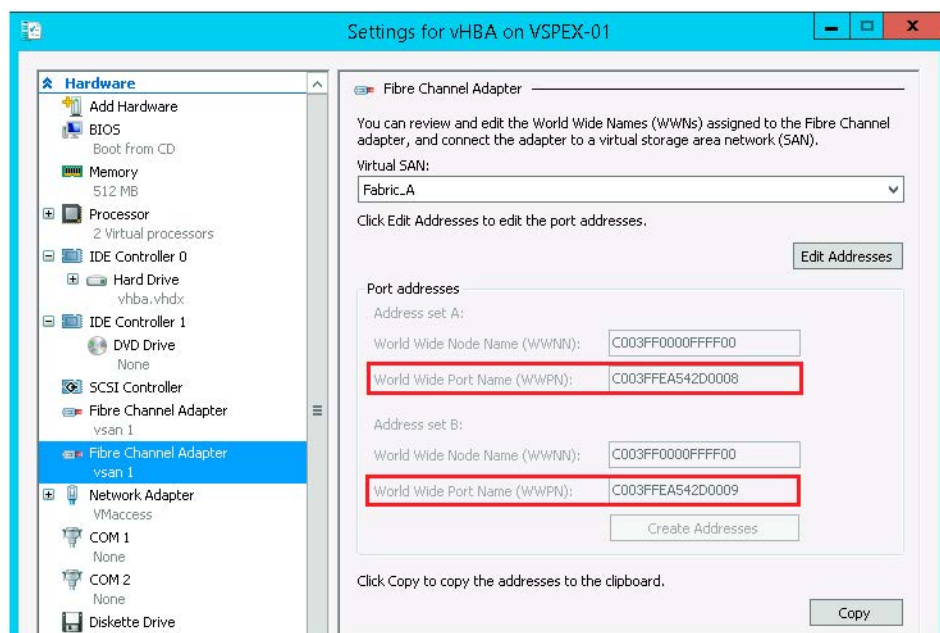 Settings for vHBA on VSPEX-01
Hardware
Add Hardware
BIOS
Boot from CD
Memory
512 MB
Processor
2 Virtual processors
IDE Controller 0
Hard Drive
vhba.vhdx
IDE Controller 1
DVD Drive
None
SCSI Controller
Fibre Channel Adapter
vsan 1
Fibre Channel Adapter
vsan 1
Network Adapter
VMaccess
COM 1
None
COM 2
None
Diskette Drive
Fibre Channel Adapter
You can review and edit the World Wide Names (WWNs) assigned to the Fibre Channel
adapter, and connect the adapter to a virtual storage area network (SAN).
Virtual SAN:
Fabric_A
Click Edit Addresses to edit the port addresses.
Edit Addresses
Port addresses
Address set A:
World Wide Node Name (WWNN): C003FF0000FFFF00
World Wide Port Name (WWPN): C003FFEA542D0008
Address set B:
World Wide Node Name (WWNN): C003FF0000FFFF00
World Wide Port Name (WWPN): C003FFEA542D0009
Create Addresses
Click Copy to copy the addresses to the clipboard.
Copy